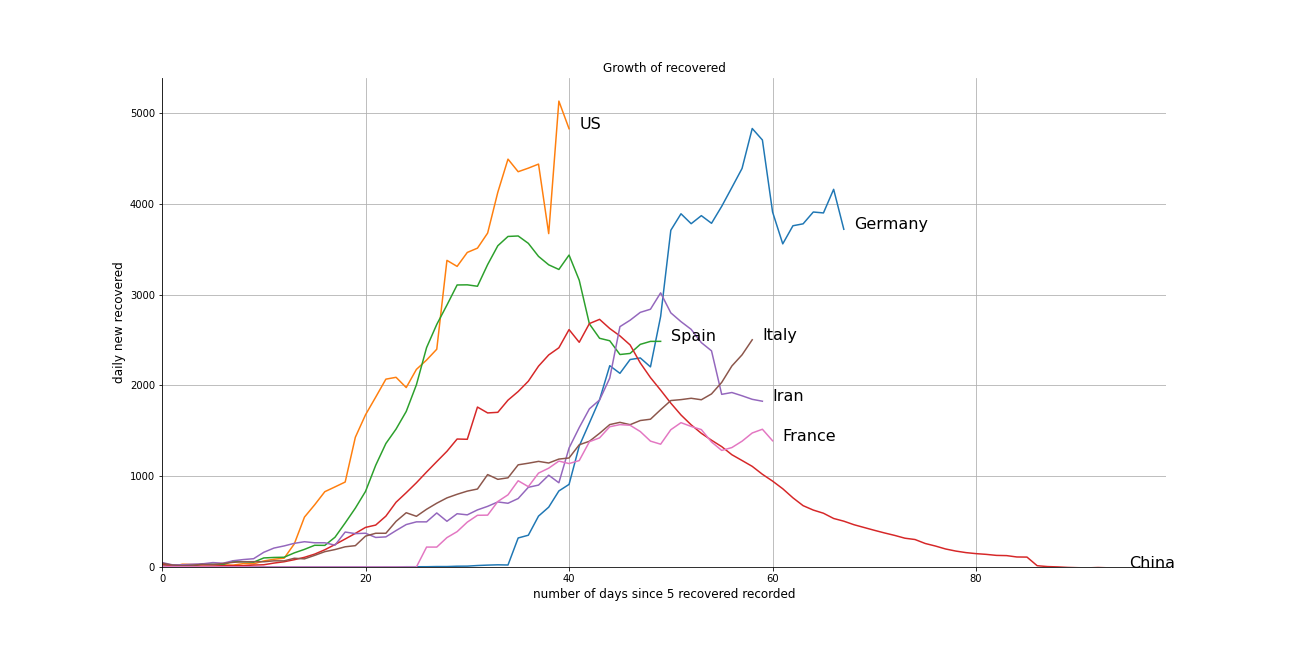 Growth of recovered
5000
4000
3000
2000
1000
0
daily new recovered
US
Germany
Spain
Italy
Iran
France
China
0 20 40 60 80
number of days since 5 recovered recorded